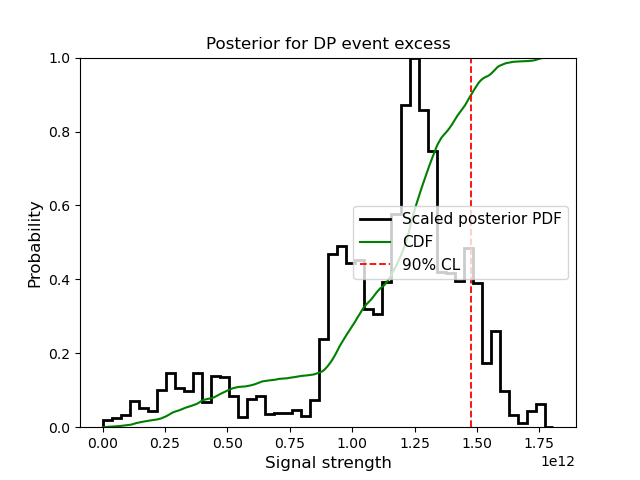 Posterior for DP event excess
1.0
0.8
0.6
0.4
0.2
0.0
Probability
Scaled posterior PDF
CDF
90% CL
0.00 0.25 0.50 0.75 1.00 1.25 1.50 1.75
1e12
Signal strength